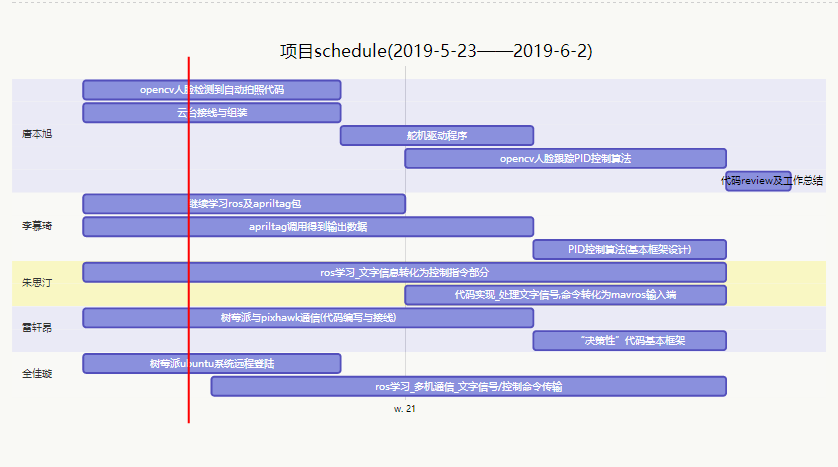 项目schedule(2019-5-23——2019-6-2)
唐本旭
opencv人脸检测到自动拍照代码
云台接线与组装
舵机驱动程序
opencv人脸跟踪PID控制算法
代码review及工作总结
李慕琦
继续学习ros及apriltag包
apriltag调用得到输出数据
PID控制算法(基本框架设计)
朱思汀
ros学习_文字信息转化为控制指令部分
代码实现_处理文字信号,命令转化为mavros输入端
雷轩昂
树莓派与pixhawk通信(代码编写与接线)
“决策性”代码基本框架
全佳璇
树莓派ubuntu系统远程登陆
ros学习_多机通信_文字信号/控制命令传输
w. 21